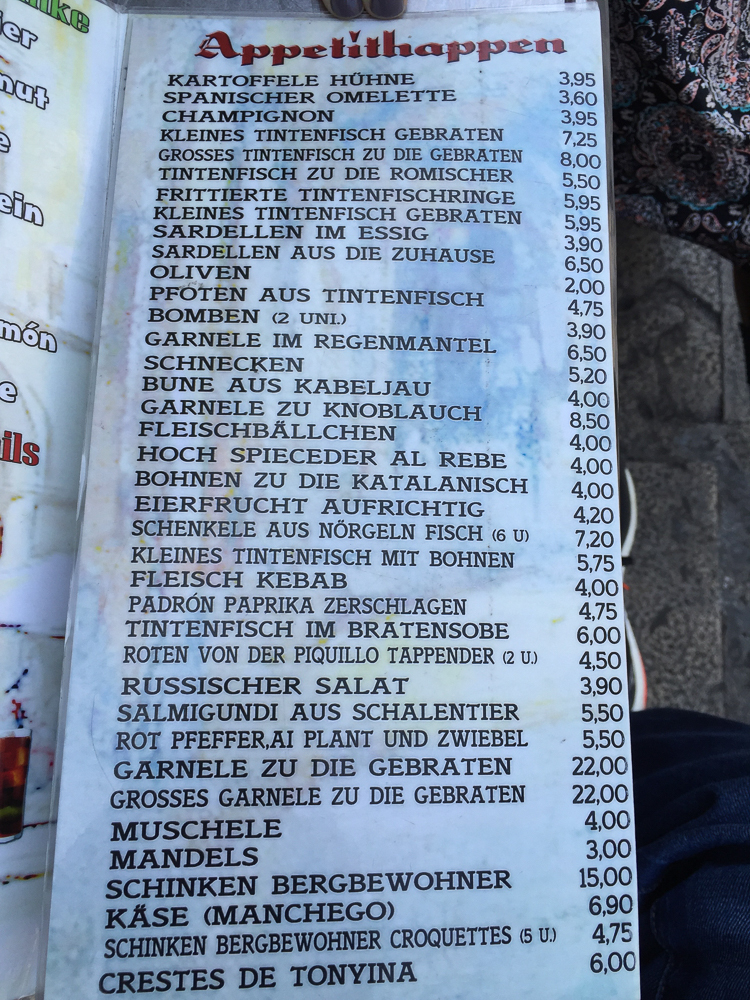 nke
ier
mut
e
ein
món
e
ils
Appetithappen
KARTOFFELE HÜHNE 3,95
SPANISCHER OMELETTE 3,60
CHAMPIGNON 3,95
KLEINES TINTENFISCH GEBRATEN 7,25
GROSSES TINTENFISCH ZU DIE GEBRATEN 8,00
TINTENFISCH ZU DIE ROMISCHER 5,50
FRITTIERTE TINTENFISCHRINGE 5,95
KLEINES TINTENFISCH GEBRATEN 5,95
SARDELLEN IM ESSIG 3,90
SARDELLEN AUS DIE ZUHAUSE 6,50
OLIVEN 2,00
PFOTEN AUS TINTENFISCH 4,75
BOMBEN (2 UNI.) 3,90
GARNELE IM REGENMANTEL 6,50
SCHNECKEN 5,20
BUNE AUS KABELJAU 4,00
GARNELE ZU KNOBLAUCH 8,50
FLEISCHBÄLLCHEN 4,00
HOCH SPIECEDER AL REBE 4,00
BOHNEN ZU DIE KATALANISCH 4,00
EIERFRUCHT AUFRICHTIG 4,20
SCHENKELE AUS NÖRGELN FISCH (6 U) 7,20
KLEINES TINTENFISCH MIT BOHNEN 5,75
FLEISCH KEBAB 4,00
PADRÓN PAPRIKA ZERSCHLAGEN 4,75
TINTENFISCH IM BRATENSOBE 6,00
ROTEN VON DER PIQUILLO TAPPENDER (2 U.) 4,50
RUSSISCHER SALAT 3,90
SALMIGUNDI AUS SCHALENTIER 5,50
ROT PFEFFER,AI PLANT UND ZWIEBEL 5,50
GARNELE ZU DIE GEBRATEN 22,00
GROSSES GARNELE ZU DIE GEBRATEN 22,00
MUSCHELE 4,00
MANDELS 3,00
SCHINKEN BERGBEWOHNER 15,00
KÄSE (MANCHEGO) 6,90
SCHINKEN BERGBEWOHNER CROQUETTES (5 U.) 4,75
CRESTES DE TONYINA 6,00